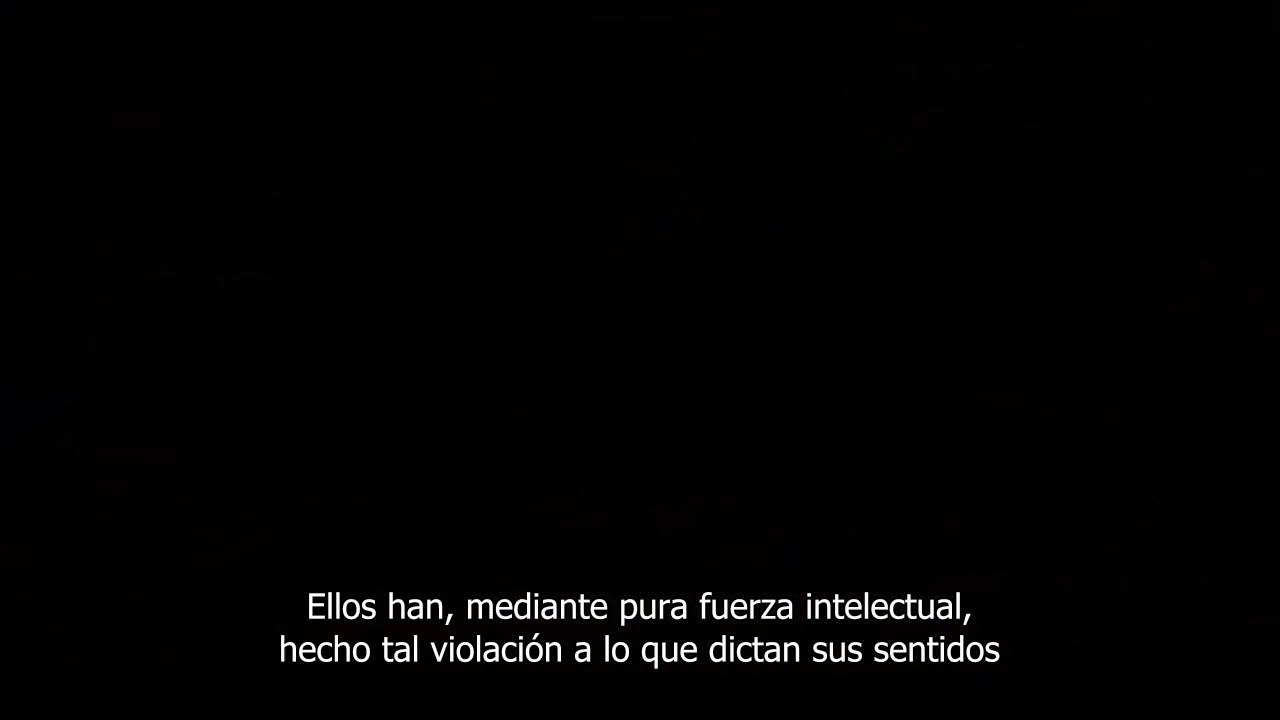 Ellos han, mediante pura fuerza intelectual,
hecho tal violación a lo que dictan sus sentidos